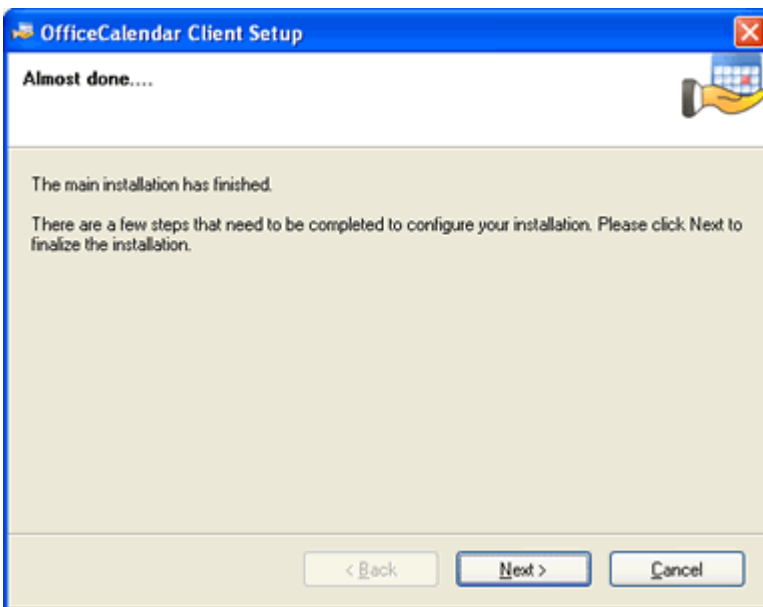 OfficeCalendar Client Setup
Almost done....
The main installation has finished.
There are a few steps that need to be completed to configure your installation. Please click Next to
finalize the installation.
< Back
Next >
Cancel